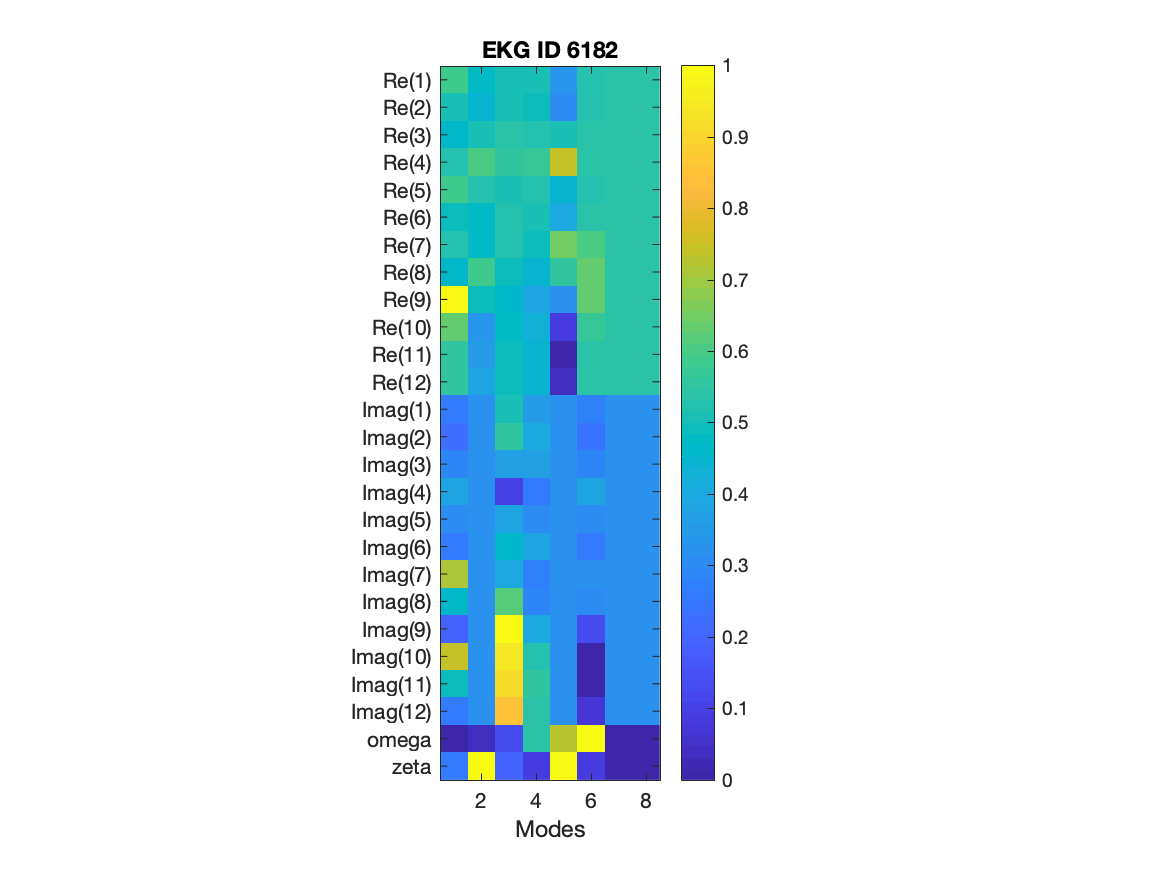 EKG ID 6182
Re(1)
Re(2)
Re(3)
Re(4)
Re(5)
Re(6)
Re(7)
Re(8)
Re(9)
Re(10)
Re(11)
Re(12)
Imag(1)
Imag(2)
Imag(3)
Imag(4)
Imag(5)
Imag(6)
Imag(7)
Imag(8)
Imag(9)
Imag(10)
Imag(11)
Imag(12)
omega
zeta
2 4 6 8
Modes
1
0.9
0.8
0.7
0.6
0.5
0.4
0.3
0.2
0.1
0